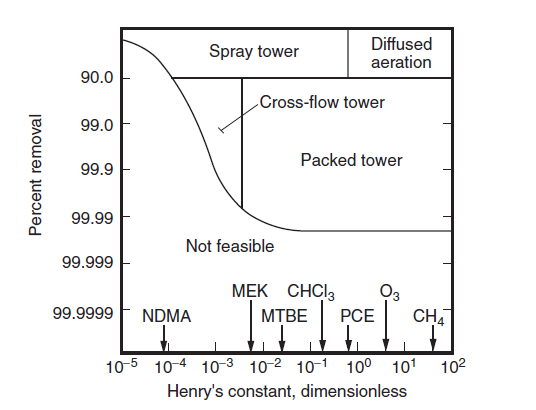 Spray tower
Diffused
aeration
90.0
Cross-flow tower
99.0
Packed tower
99.9
99.99
Not feasible
99.999
MEK CHCl₃ O₃
99.9999 NDMA MTBE PCE CH₄
10⁻⁵ 10⁻⁴ 10⁻³ 10⁻² 10⁻¹ 10⁰ 10¹ 10²
Henry's constant, dimensionless
Percent removal